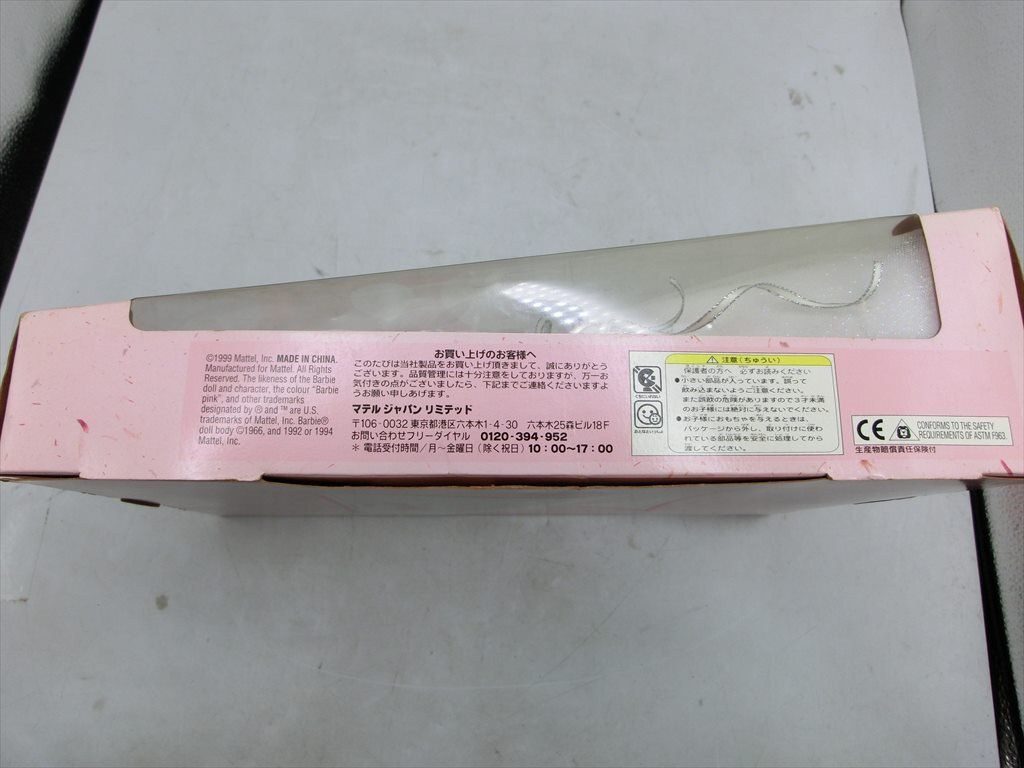 ©1999 Mattel, Inc. MADE IN CHINA.
Manufactured for Mattel. All Rights
Reserved. The likeness of the Barbie
doll and character, the colour "Barbie
pink", and other trademarks
designated by ® and ™ are U.S.
trademarks of Mattel, Inc. Barbie®
doll body ©1966, and 1992 or 1994
Mattel, Inc.
お買い上げのお客様へ
このたびは当社製品をお買い上げ頂きまして、誠にありがとう
ございます。品質管理には十分注意をしておりますが、万一お
気付きの点がございましたら、下記までご連絡くださいますよ
うお願い申しあげます。
マテル ジャパン リミテッド
〒106-0032 東京都港区六本木1-4-30 六本木25森ビル18F
お問い合わせフリーダイヤル 0120-394-952
＊電話受付時間／月〜金曜日（除く祝日）10：00〜17：00
注意（ちゅうい）
保護者の方へ 必ずお読みください
●小さい部品が入っています。誤って
飲み込まないようご注意ください。
また誤飲の危険がありますので3才未満
のお子様には絶対に与えないでください。
●お子様におもちゃを与えるときは、
パッケージから外し、取り付けに使わ
れている部品等を安全に処理してから
渡してください。
CE
CONFORMS TO THE SAFETY
REQUIREMENTS OF ASTM F963.
生産物賠償責任保険付